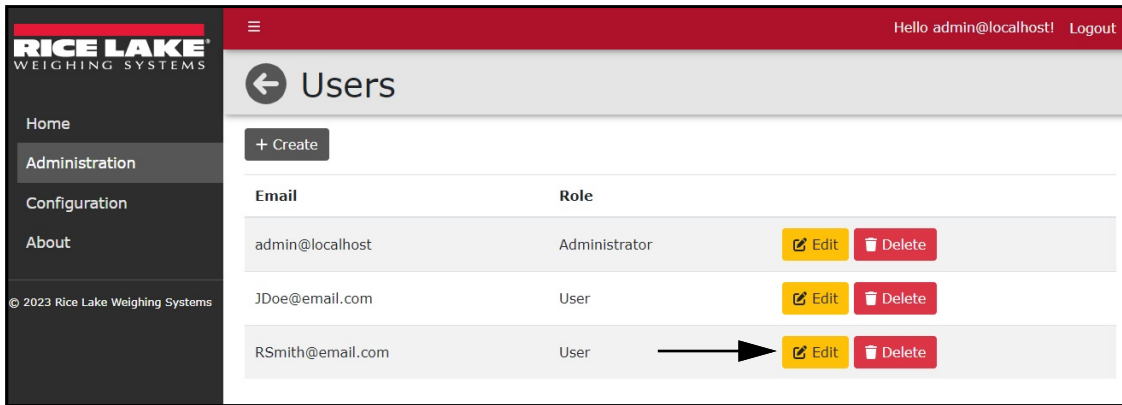 RICE LAKE®
WEIGHING SYSTEMS
Home
Administration
Configuration
About
© 2023 Rice Lake Weighing Systems
☰ Hello admin@localhost! Logout
Users
+ Create
Email Role
admin@localhost Administrator Edit Delete
JDoe@email.com User Edit Delete
RSmith@email.com User Edit Delete